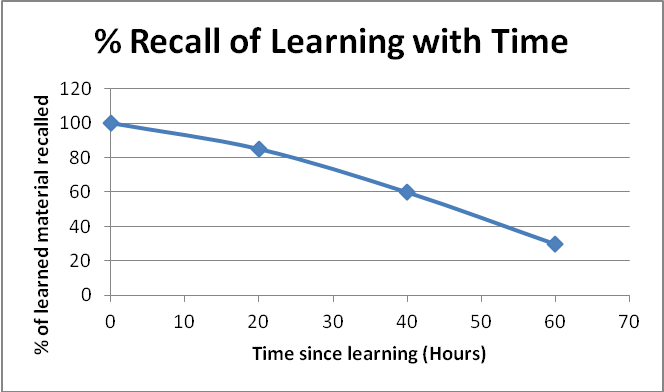 % Recall of Learning with Time
% of learned material recalled
120
100
80
60
40
20
0
0 10 20 30 40 50 60 70
Time since learning (Hours)